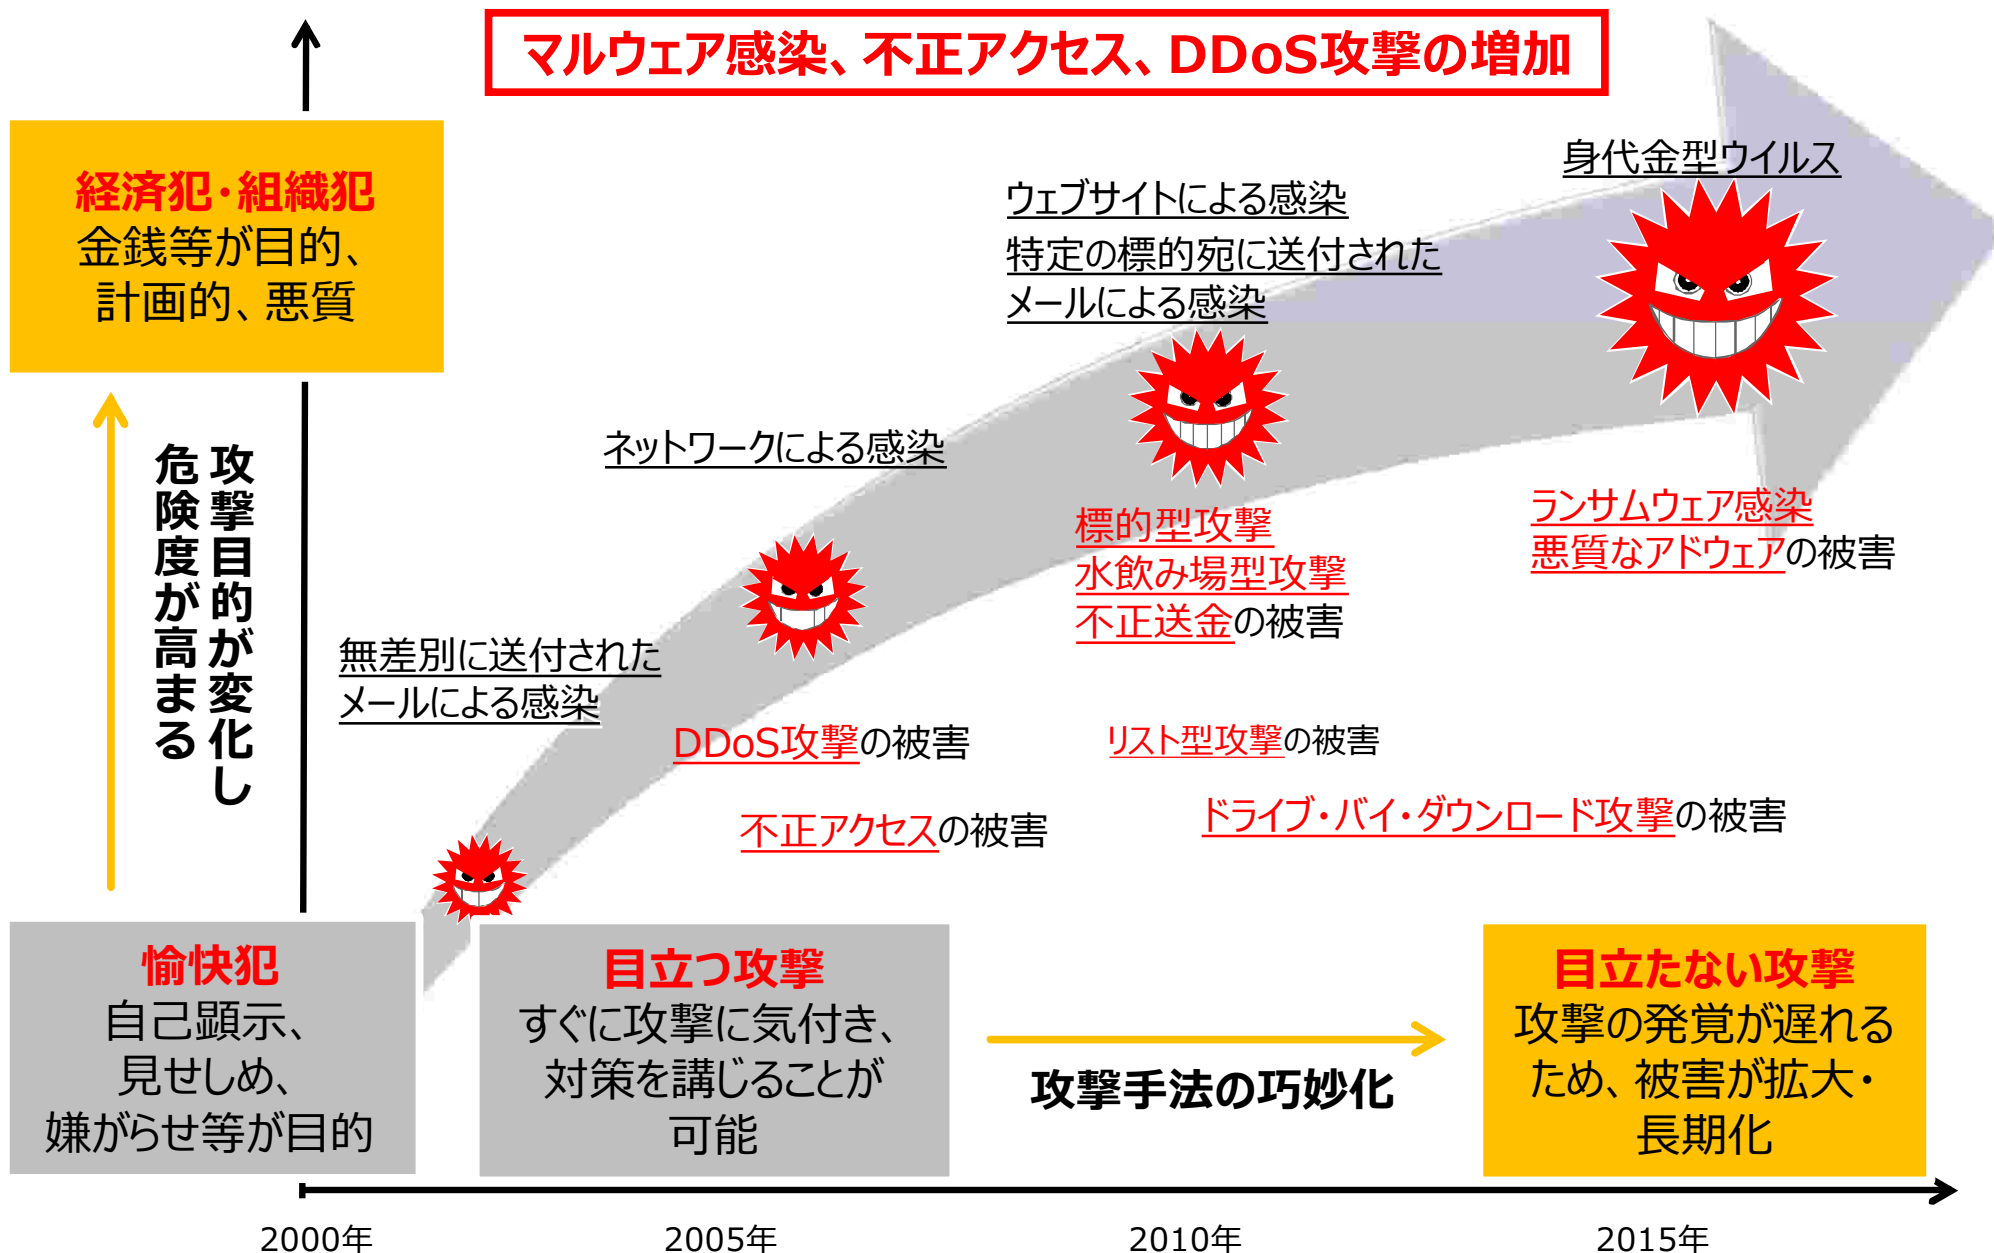 マルウェア感染、不正アクセス、DDoS攻撃の増加
経済犯・組織犯
金銭等が目的、
計画的、悪質
攻撃目的が変化し
危険度が高まる
愉快犯
自己顕示、
見せしめ、
嫌がらせ等が目的
無差別に送付された
メールによる感染
ネットワークによる感染
ウェブサイトによる感染
特定の標的宛に送付された
メールによる感染
身代金型ウイルス
DDoS攻撃の被害
不正アクセスの被害
標的型攻撃
水飲み場型攻撃
不正送金の被害
リスト型攻撃の被害
ドライブ・バイ・ダウンロード攻撃の被害
ランサムウェア感染
悪質なアドウェアの被害
目立つ攻撃
すぐに攻撃に気付き、
対策を講じることが
可能
攻撃手法の巧妙化
目立たない攻撃
攻撃の発覚が遅れる
ため、被害が拡大・
長期化
2000年
2005年
2010年
2015年